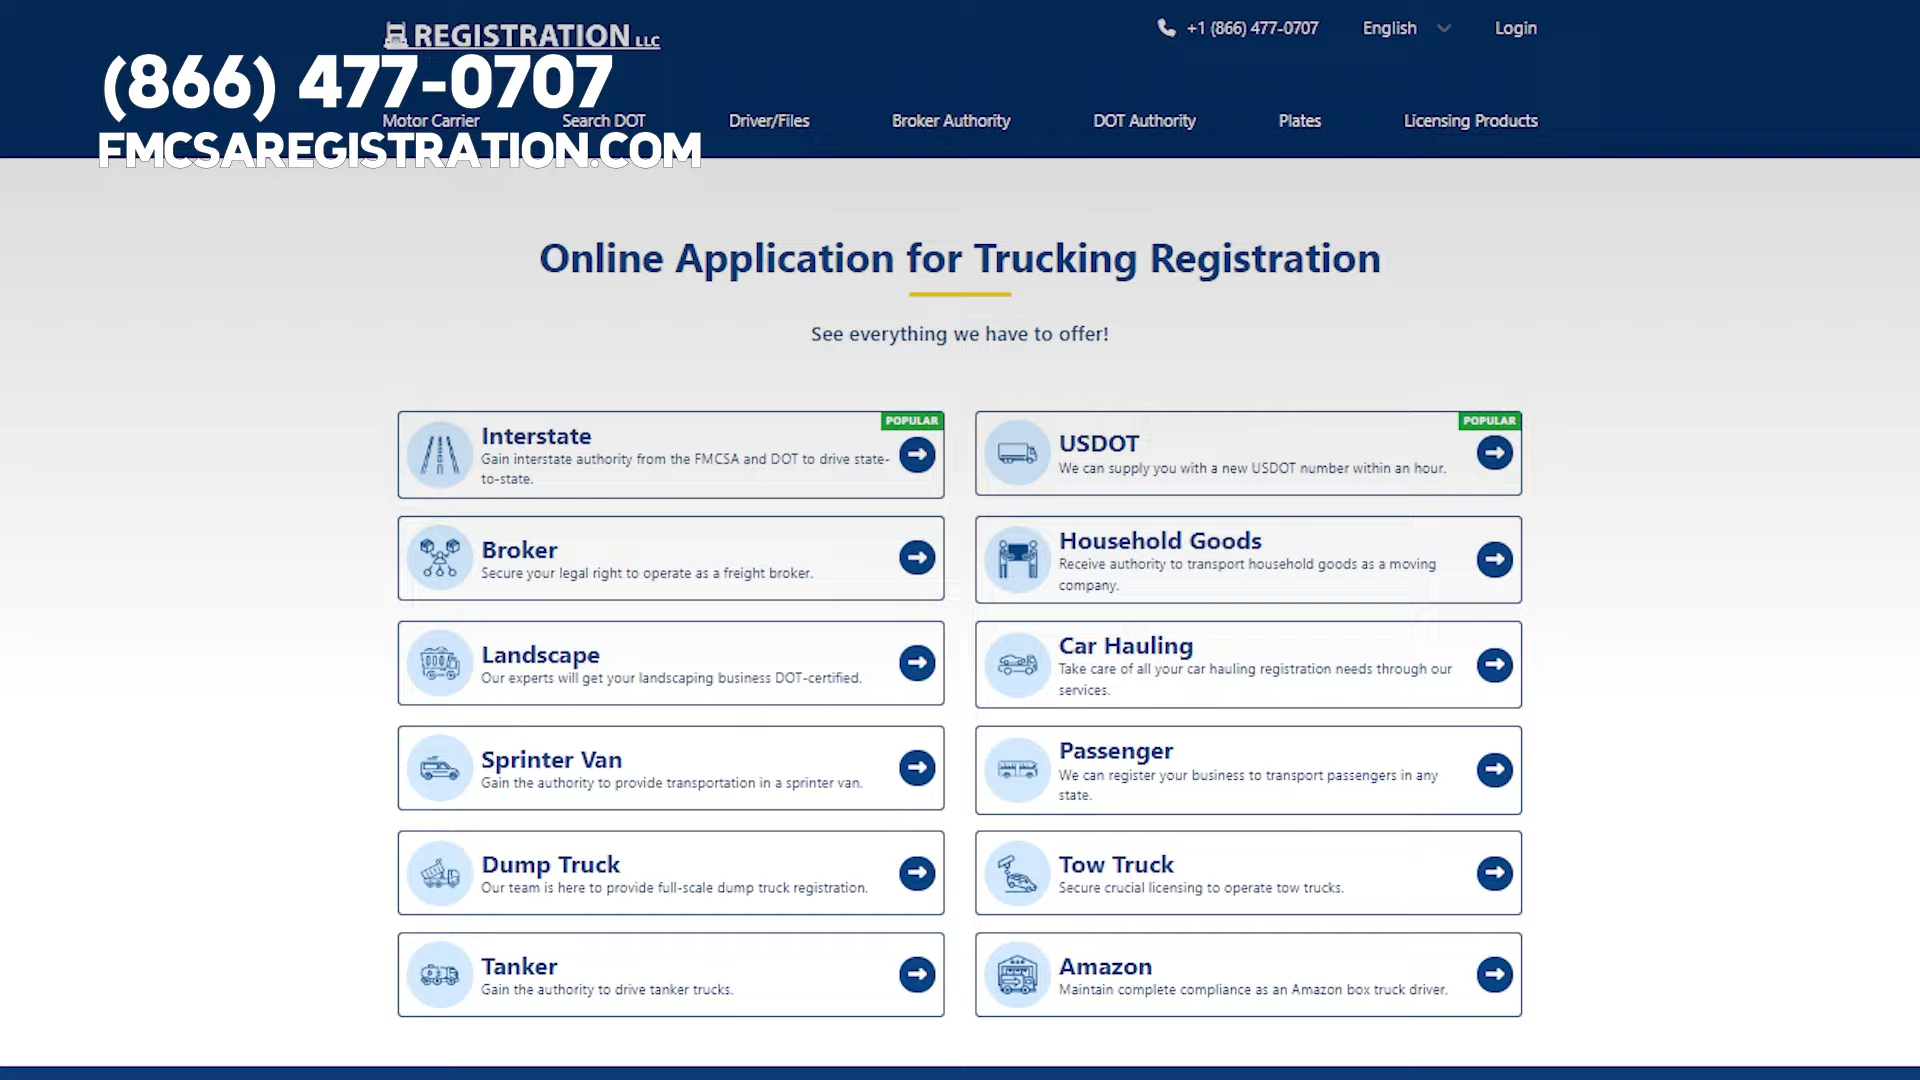 REGISTRATION LLC
+1 (866) 477-0707
English
Login
(866) 477-0707
Motor Carrier
Search DOT
Driver/Files
Broker Authority
DOT Authority
Plates
Licensing Products
FMCSAREGISTRATION.COM
Online Application for Trucking Registration
See everything we have to offer!
POPULAR
Interstate
Gain interstate authority from the FMCSA and DOT to drive state-
to-state.
POPULAR
USDOT
We can supply you with a new USDOT number within an hour.
Broker
Secure your legal right to operate as a freight broker.
Household Goods
Receive authority to transport household goods as a moving
company.
Landscape
Our experts will get your landscaping business DOT-certified.
Car Hauling
Take care of all your car hauling registration needs through our
services.
Sprinter Van
Gain the authority to provide transportation in a sprinter van.
Passenger
We can register your business to transport passengers in any
state.
Dump Truck
Our team is here to provide full-scale dump truck registration.
Tow Truck
Secure crucial licensing to operate tow trucks.
Tanker
Gain the authority to drive tanker trucks.
Amazon
Maintain complete compliance as an Amazon box truck driver.